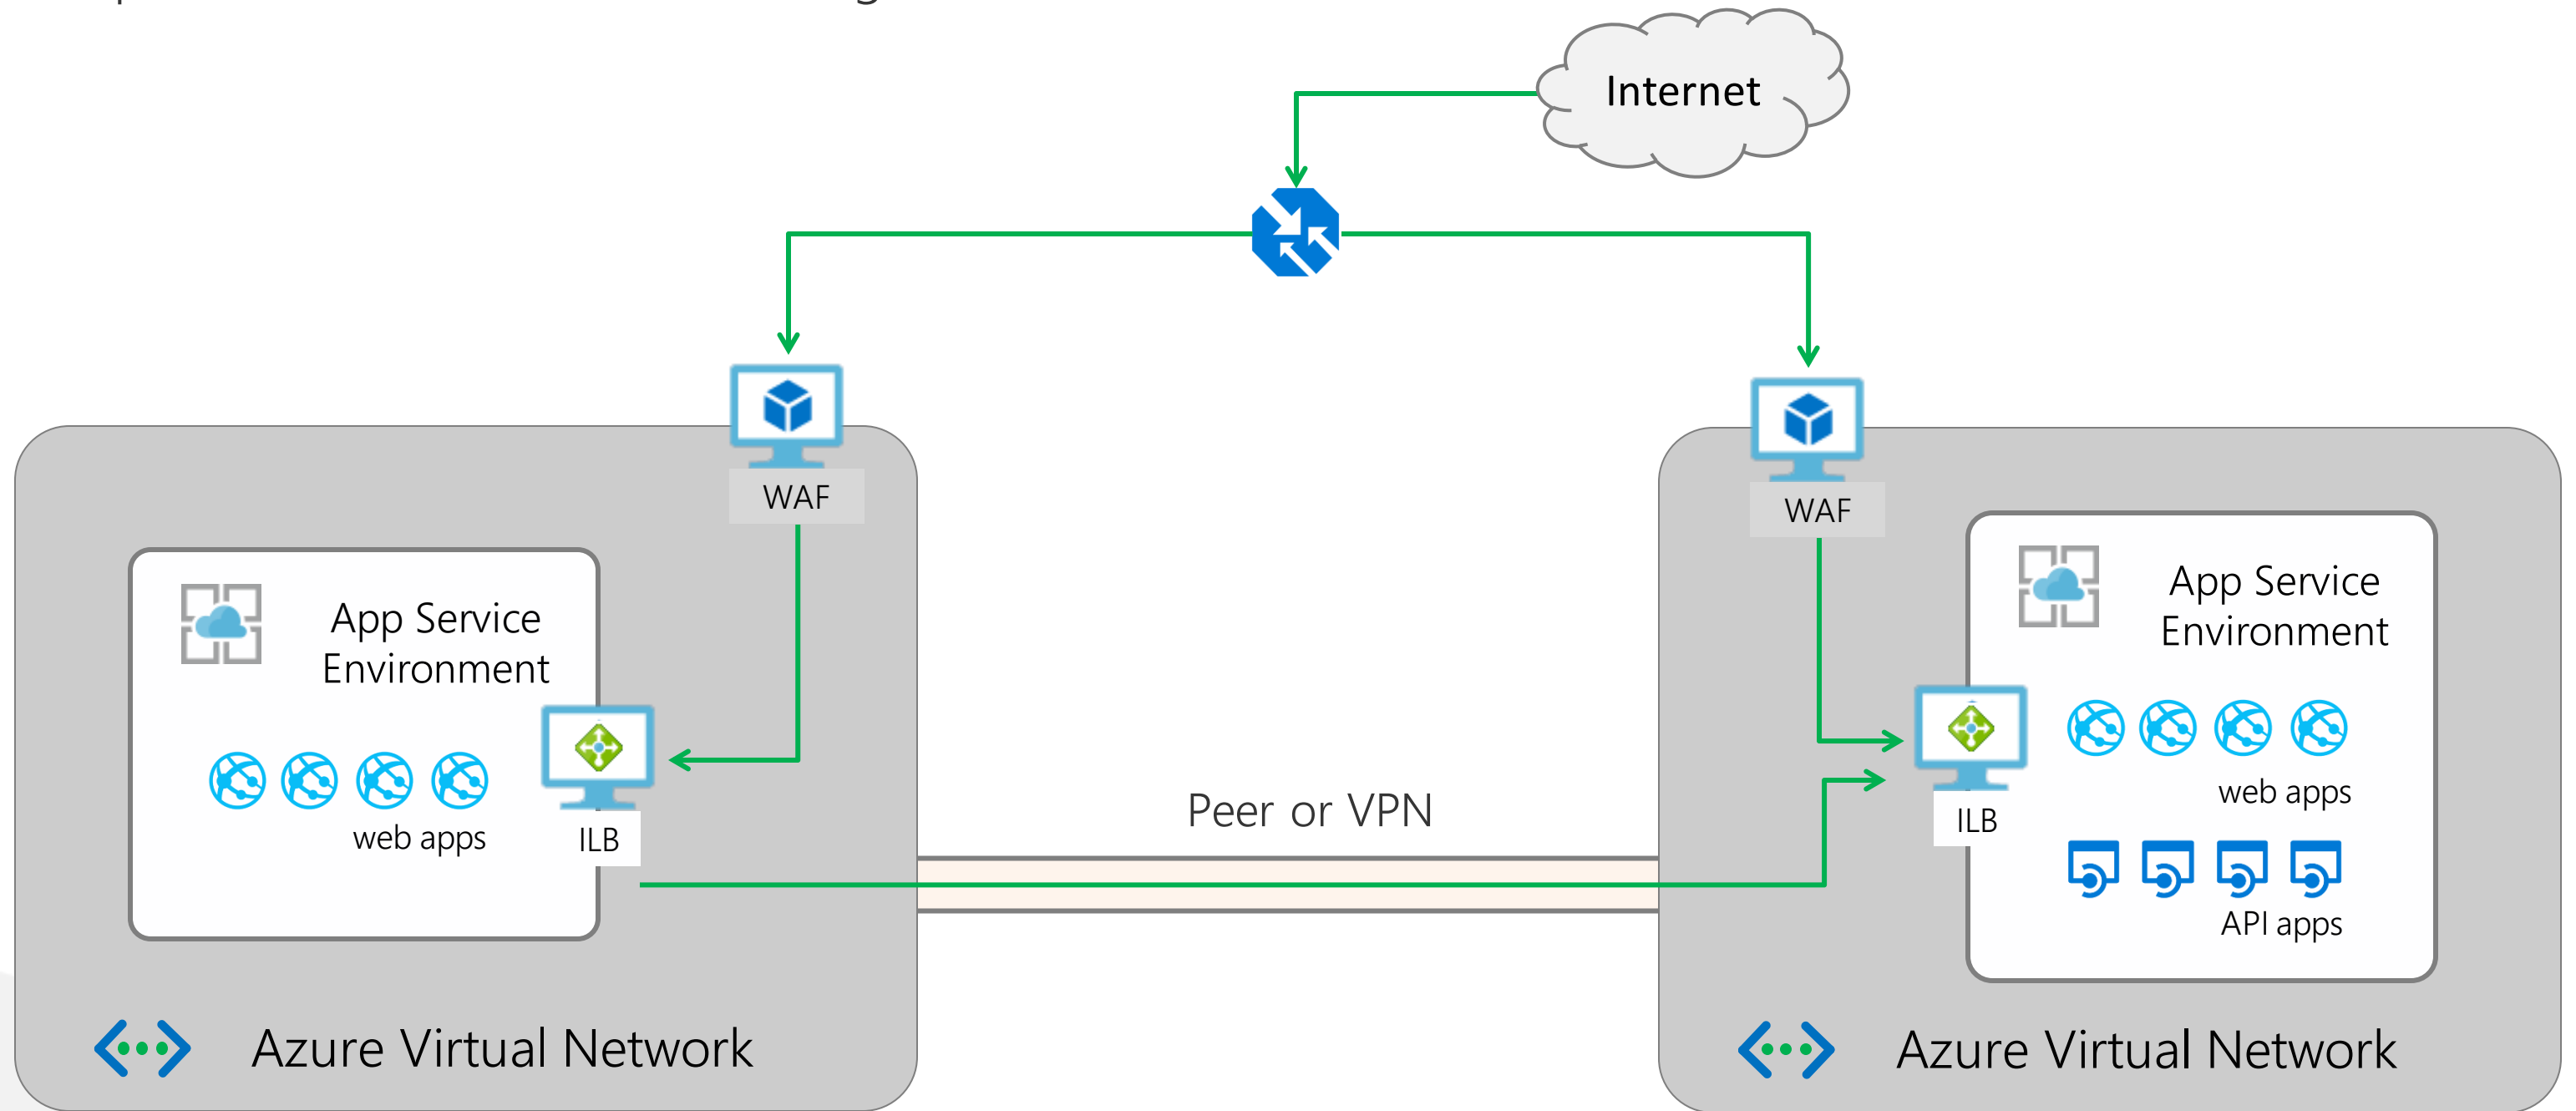 Internet
WAF
WAF
App Service
Environment
web apps
ILB
Peer or VPN
App Service
Environment
web apps
ILB
API apps
Azure Virtual Network
Azure Virtual Network